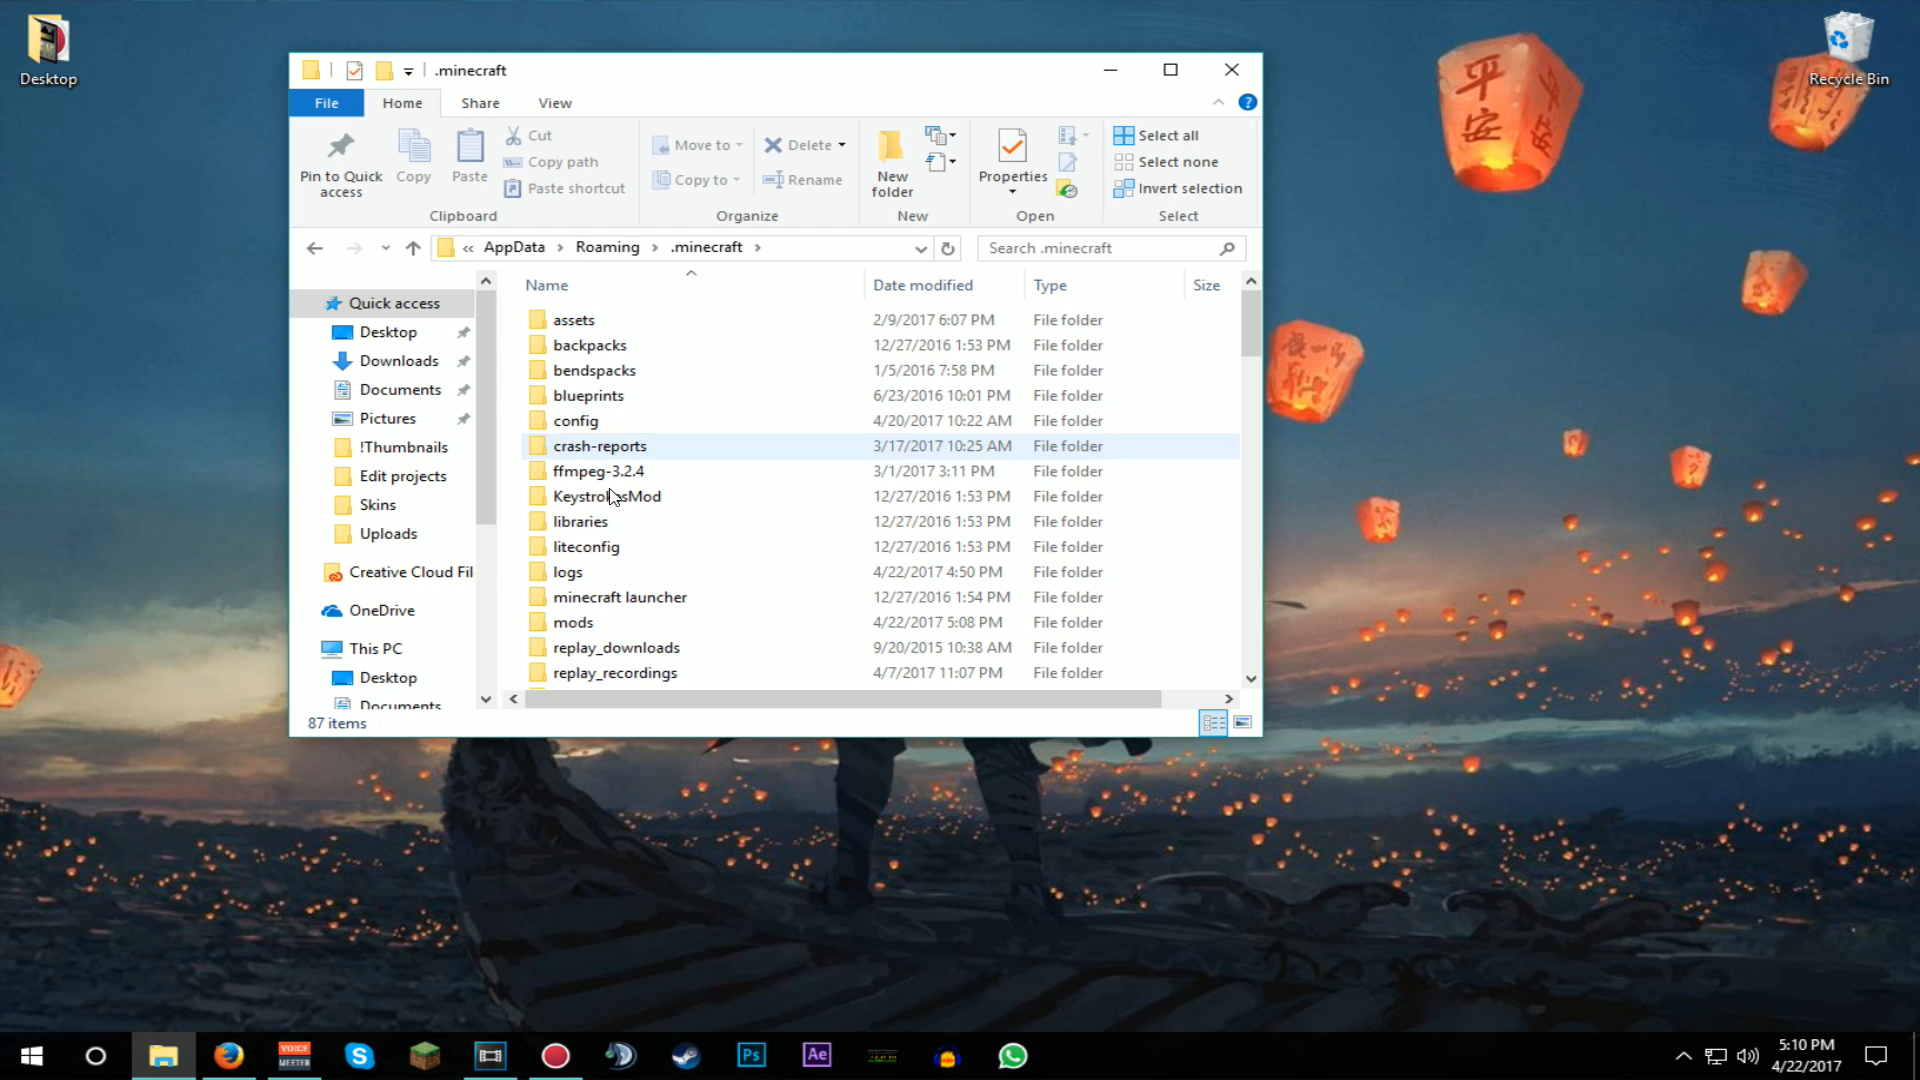 Desktop
Recycle Bin
平安
.minecraft
File Home Share View
Pin to Quick access
Copy
Paste
Cut
Copy path
Paste shortcut
Clipboard
Move to
Copy to
Delete
Rename
Organize
New folder
New
Properties
Open
Select all
Select none
Invert selection
Select
« AppData > Roaming > .minecraft >
Search .minecraft
Quick access
Desktop
Downloads
Documents
Pictures
!Thumbnails
Edit projects
Skins
Uploads
Creative Cloud Fil
OneDrive
This PC
Desktop
Documents
Name Date modified Type Size
assets 2/9/2017 6:07 PM File folder
backpacks 12/27/2016 1:53 PM File folder
bendspacks 1/5/2016 7:58 PM File folder
blueprints 6/23/2016 10:01 PM File folder
config 4/20/2017 10:22 AM File folder
crash-reports 3/17/2017 10:25 AM File folder
ffmpeg-3.2.4 3/1/2017 3:11 PM File folder
KeystrokesMod 12/27/2016 1:53 PM File folder
libraries 12/27/2016 1:53 PM File folder
liteconfig 12/27/2016 1:53 PM File folder
logs 4/22/2017 4:50 PM File folder
minecraft launcher 12/27/2016 1:54 PM File folder
mods 4/22/2017 5:08 PM File folder
replay_downloads 9/20/2015 10:38 AM File folder
replay_recordings 4/7/2017 11:07 PM File folder
87 items
VOICE
MEETER
Ps
Ae
5:10 PM
4/22/2017